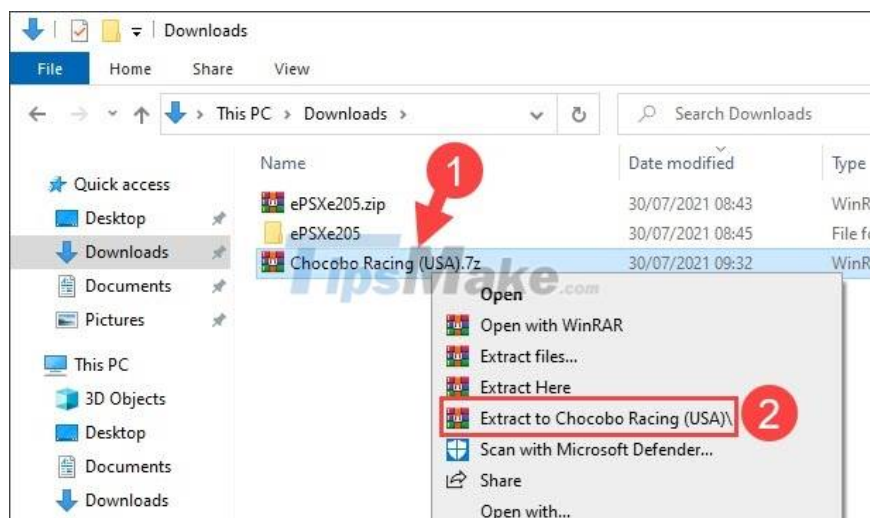 Downloads
File Home Share View
This PC > Downloads >
Search Downloads
Name Date modified Type
1
Quick access
ePSXe205.zip 30/07/2021 08:43 WinR
Desktop
ePSXe205 30/07/2021 08:45 File f
Downloads
Chocobo Racing (USA).7z 30/07/2021 09:32 WinR
TipsMake.com
Documents
Pictures
This PC
3D Objects
Desktop
Documents
Downloads
Open
Open with WinRAR
Extract files...
Extract Here
Extract to Chocobo Racing (USA)\
2
Scan with Microsoft Defender...
Share
Open with...